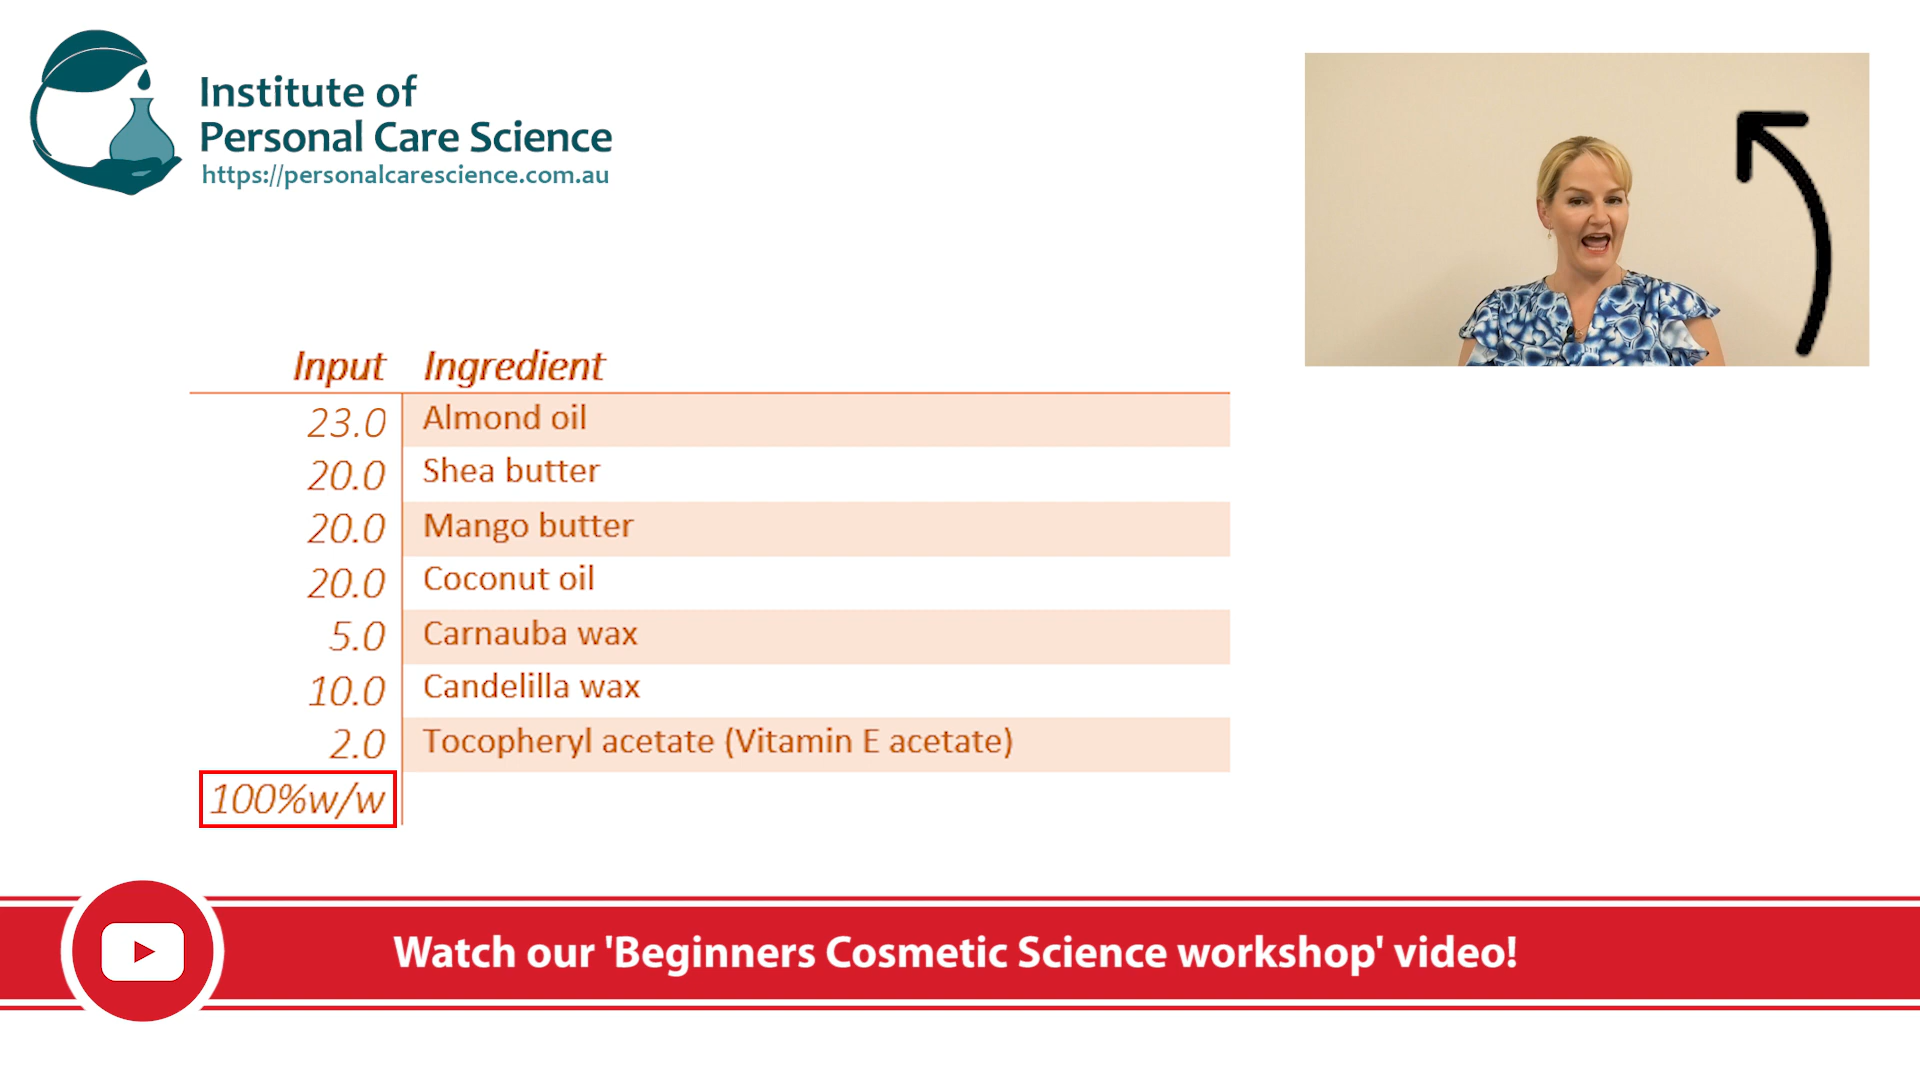 Institute of
Personal Care Science
https://personalcarescience.com.au
Input Ingredient
23.0 Almond oil
20.0 Shea butter
20.0 Mango butter
20.0 Coconut oil
5.0 Carnauba wax
10.0 Candelilla wax
2.0 Tocopheryl acetate (Vitamin E acetate)
100%w/w
Watch our 'Beginners Cosmetic Science workshop' video!